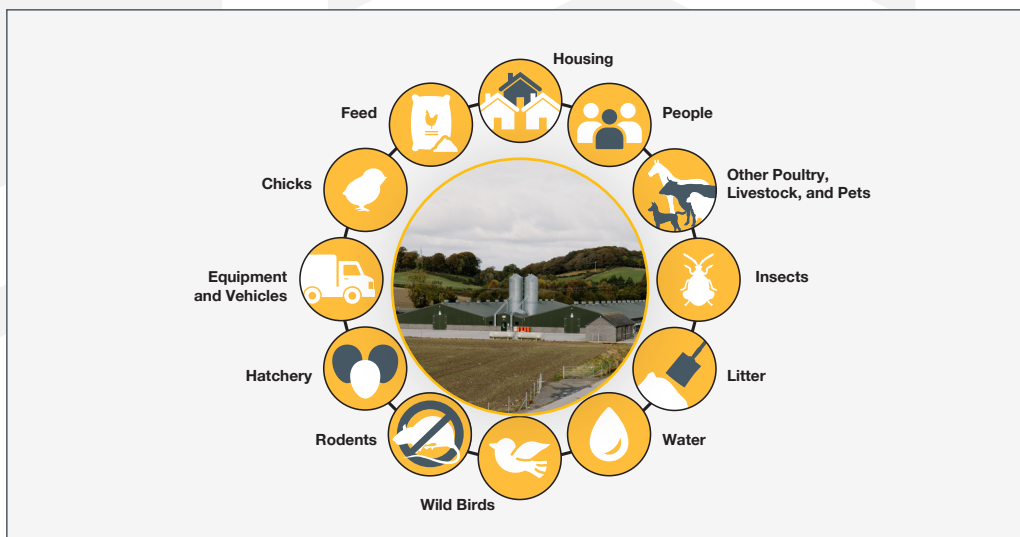 Housing
People
Other Poultry,
Livestock, and Pets
Insects
Litter
Water
Wild Birds
Rodents
Hatchery
Equipment
and Vehicles
Chicks
Feed